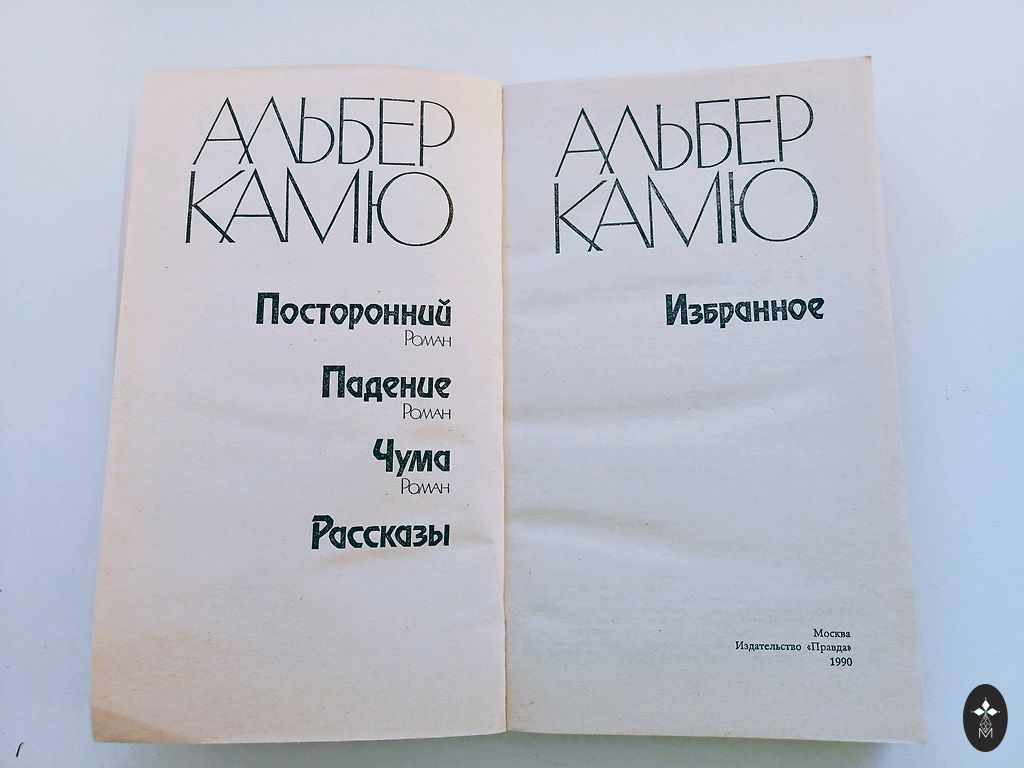 АЛЬБЕР
КАМЮ
Посторонний
Роман
Падение
Роман
Чума
Роман
Рассказы
АЛЬБЕР
КАМЮ
Избранное
Москва
Издательство «Правда»
1990
М